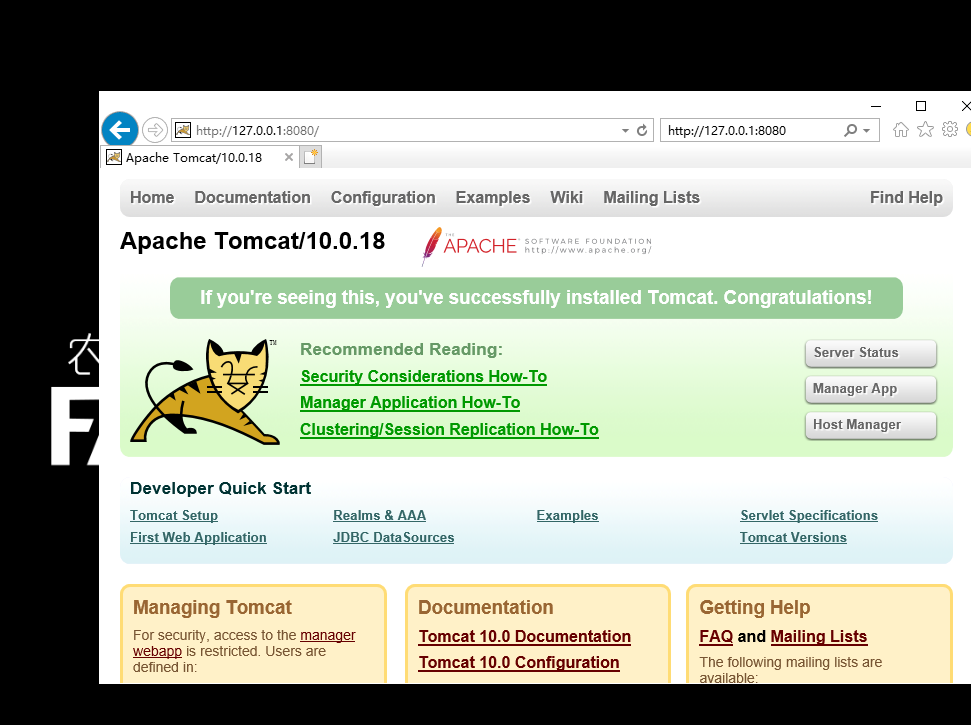 http://127.0.0.1:8080/
http://127.0.0.1:8080
Apache Tomcat/10.0.18
Home Documentation Configuration Examples Wiki Mailing Lists Find Help
Apache Tomcat/10.0.18
THE
APACHE
SOFTWARE FOUNDATION
http://www.apache.org/
If you're seeing this, you've successfully installed Tomcat. Congratulations!
TM
Recommended Reading:
Security Considerations How-To
Manager Application How-To
Clustering/Session Replication How-To
Server Status
Manager App
Host Manager
农
FA
Developer Quick Start
Tomcat Setup
First Web Application
Realms & AAA
JDBC DataSources
Examples
Servlet Specifications
Tomcat Versions
Managing Tomcat
For security, access to the manager
webapp is restricted. Users are
defined in:
Documentation
Tomcat 10.0 Documentation
Tomcat 10.0 Configuration
Getting Help
FAQ and Mailing Lists
The following mailing lists are
available: